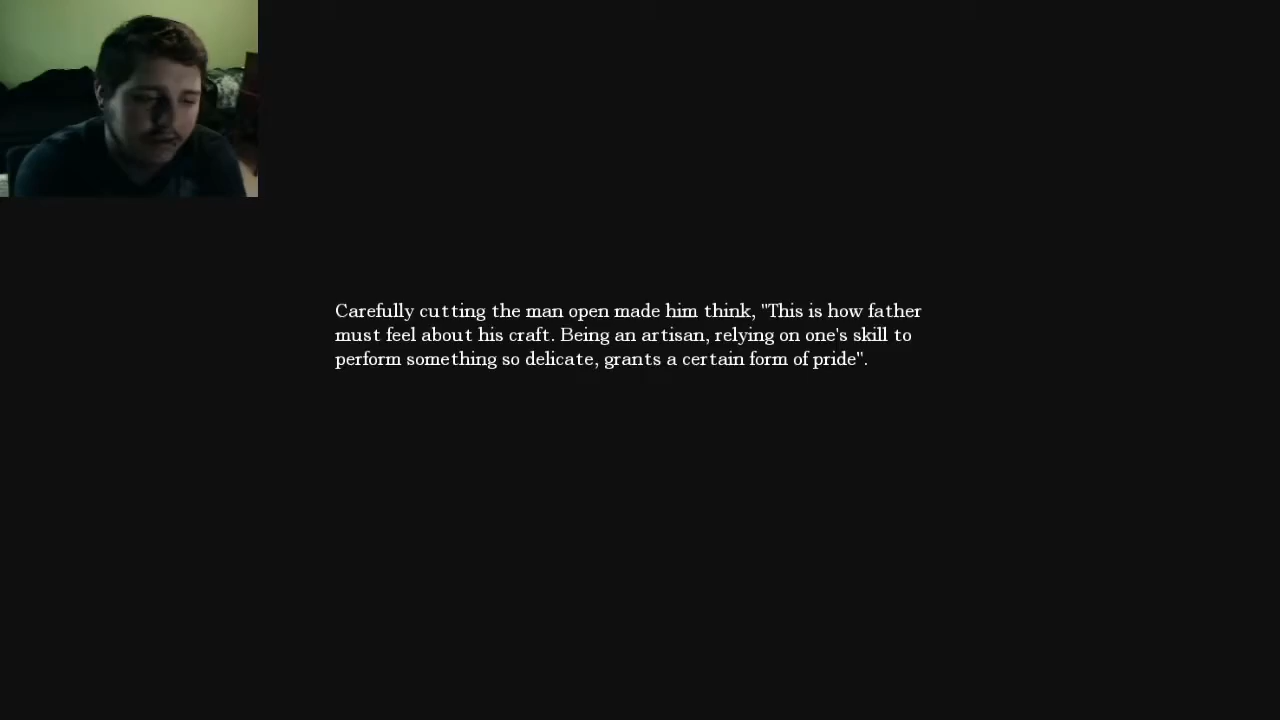 Carefully cutting the man open made him think, "This is how father
must feel about his craft. Being an artisan, relying on one's skill to
perform something so delicate, grants a certain form of pride".